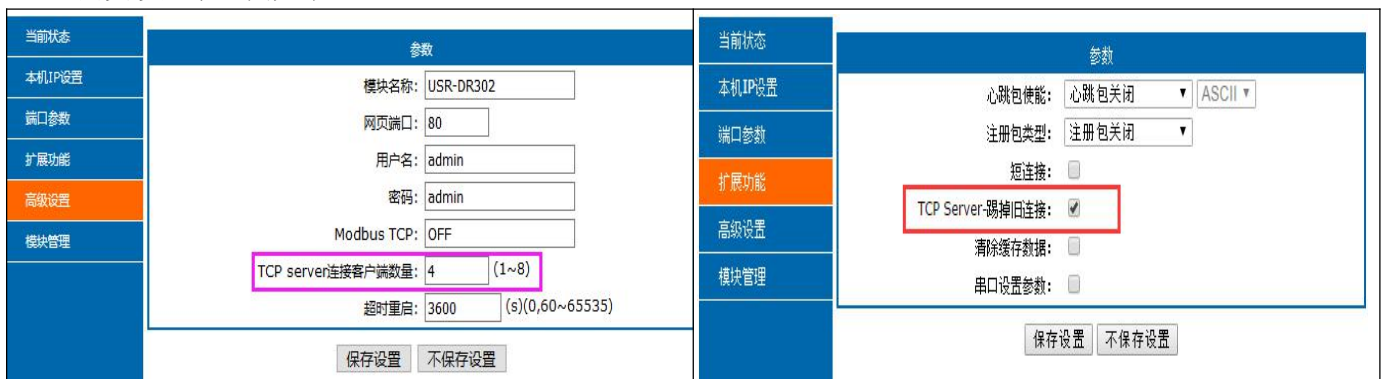 当前状态
本机IP设置
端口参数
扩展功能
高级设置
模块管理
参数
模块名称: USR-DR302
网页端口: 80
用户名: admin
密码: admin
Modbus TCP: OFF
TCP server连接客户端数量: 4 (1~8)
超时重启: 3600 (s)(0,60~65535)
保存设置 不保存设置
当前状态
本机IP设置
端口参数
扩展功能
高级设置
模块管理
参数
心跳包使能: 心跳包关闭 ASCII
注册包类型: 注册包关闭
短连接:
TCP Server-踢掉旧连接:
清除缓存数据:
串口设置参数:
保存设置 不保存设置